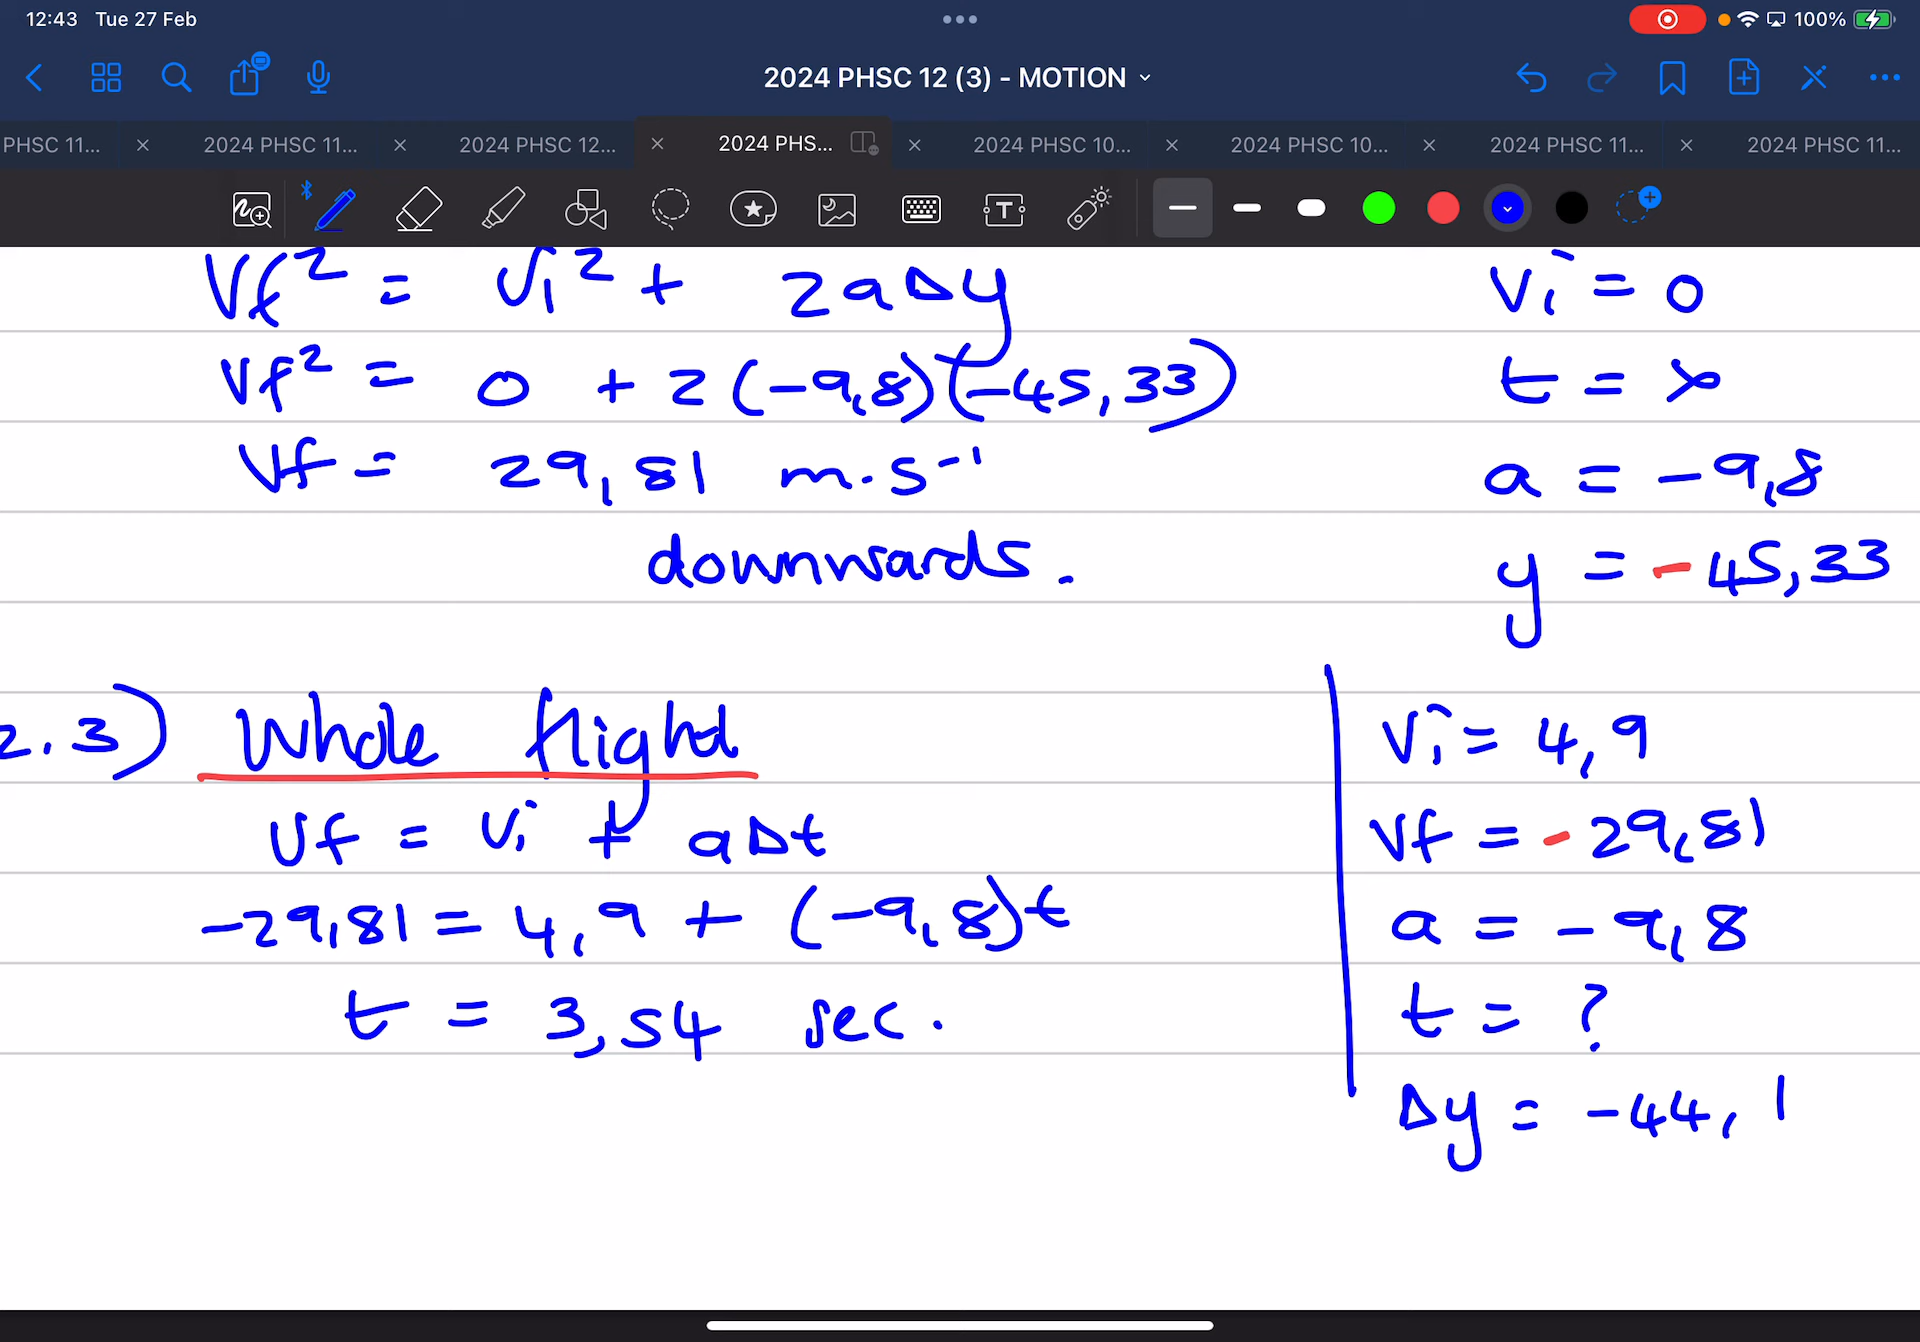 12:43 Tue 27 Feb
100%
2024 PHSC 12 (3) - MOTION
PHSC 11... 2024 PHSC 11... 2024 PHSC 12... 2024 PHS... 2024 PHSC 10... 2024 PHSC 10... 2024 PHSC 11... 2024 PHSC 11...
T
Vf² = Vi² + 2aΔy
Vf² = 0 + 2(-9,8)(-45,33)
Vf = 29,81 m.s⁻¹
downwards.
Vi = 0
t = x
a = -9,8
y = -45,33
2.3) Whole flight
Vf = Vi + aΔt
-29,81 = 4,9 + (-9,8)t
t = 3,54 sec.
Vi = 4,9
Vf = -29,81
a = -9,8
t = ?
Δy = -44,1